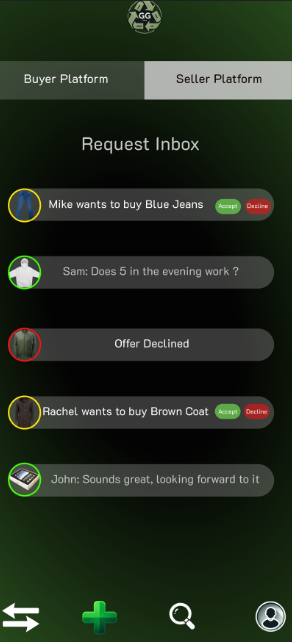 GG
Buyer Platform
Seller Platform
Request Inbox
Mike wants to buy Blue Jeans
Accept
Decline
Sam: Does 5 in the evening work ?
Offer Declined
Rachel wants to buy Brown Coat
Accept
Decline
John: Sounds great, looking forward to it